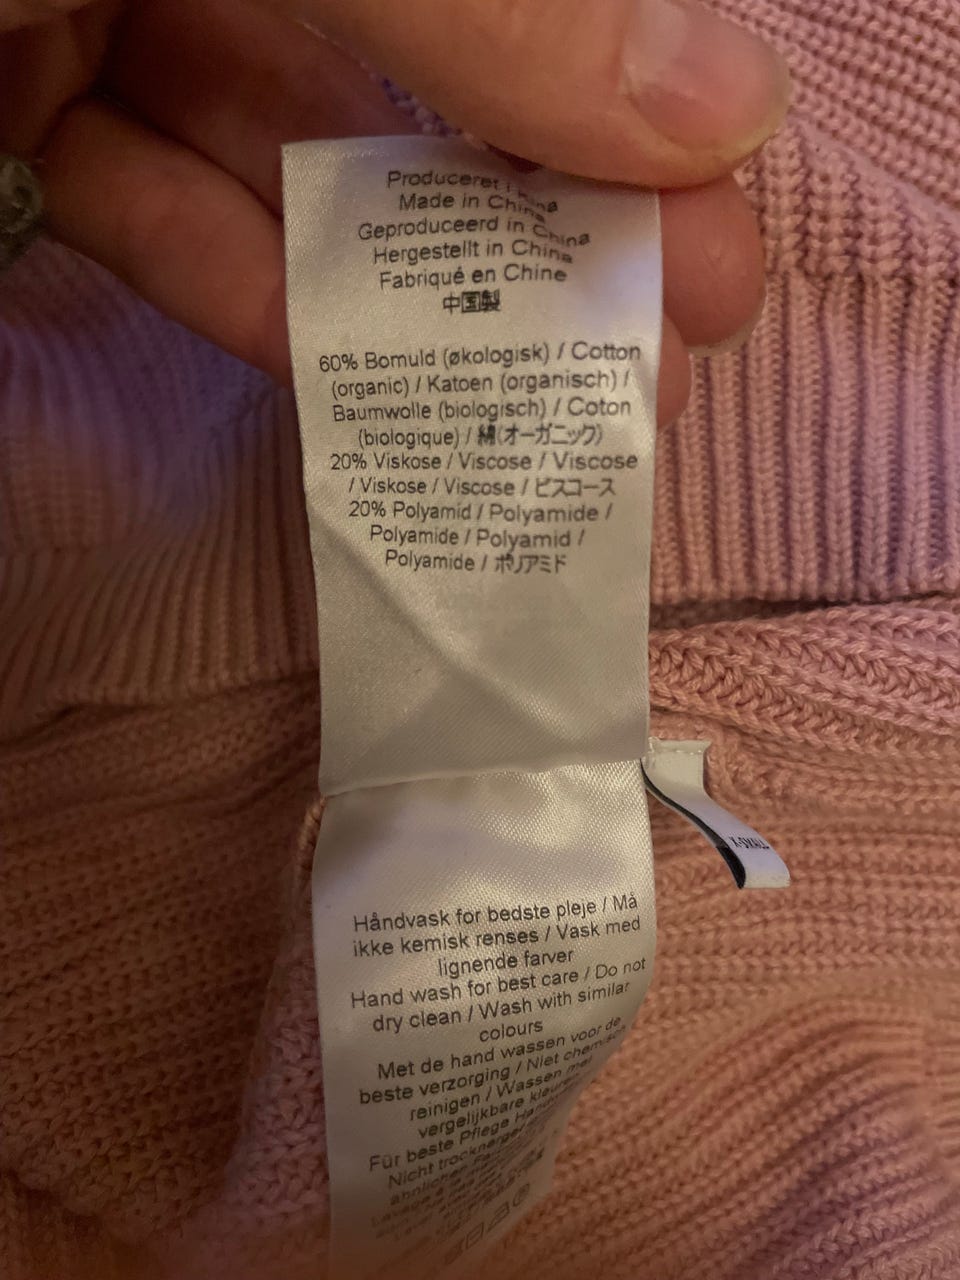 Produceret i Kina
Made in China
Geproduceerd in China
Hergestellt in China
Fabriqué en Chine
中国製
60% Bomuld (økologisk) / Cotton
(organic) / Katoen (organisch) /
Baumwolle (biologisch) / Coton
(biologique) / 綿(オーガニック)
20% Viskose / Viscose / Viscose
/ Viskose / Viscose / ビスコース
20% Polyamid / Polyamide /
Polyamide / Polyamid /
Polyamide / ポリアミド
X-SMALL
Håndvask for bedste pleje / Må
ikke kemisk renses / Vask med
lignende farver
Hand wash for best care / Do not
dry clean / Wash with similar
colours
Met de hand wassen voor de
beste verzorging / Niet chemisch
reinigen / Wassen met
vergelijkbare kleuren
Für beste Pflege
Nicht
ähnlichen